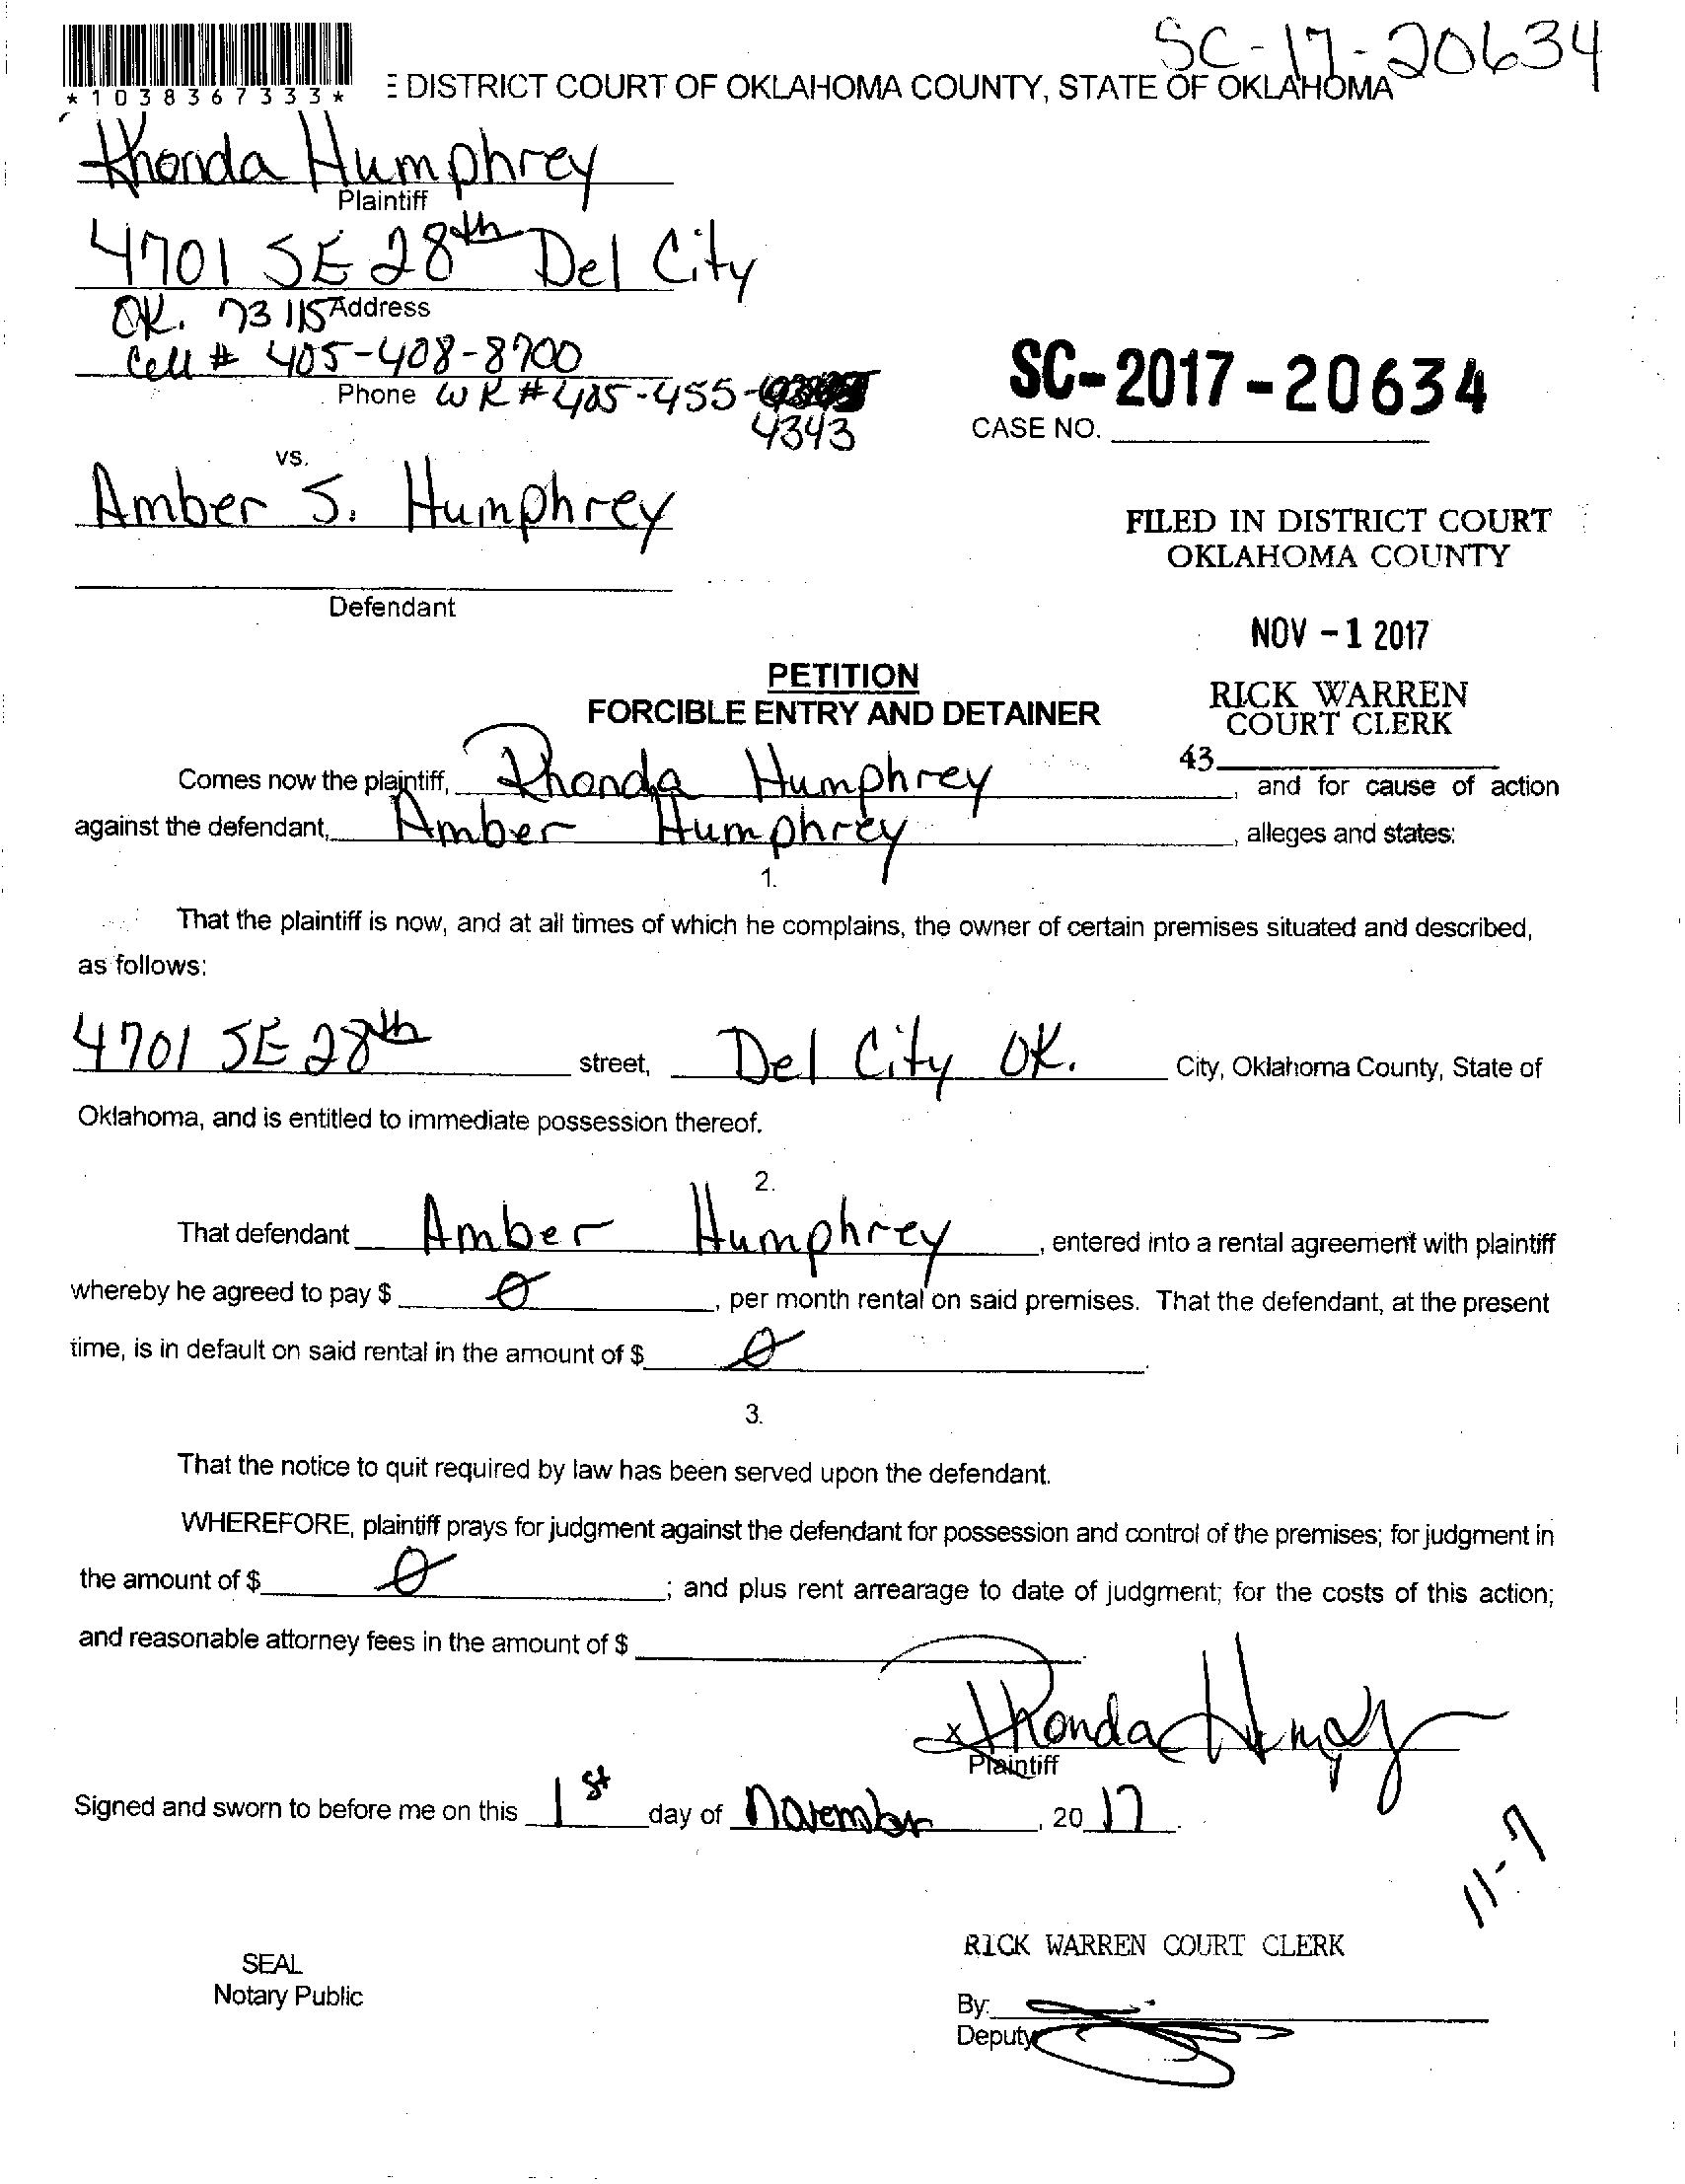 SC-17-20634
*1038367333*
E DISTRICT COURT OF OKLAHOMA COUNTY, STATE OF OKLAHOMA
Rhonda Humphrey
Plaintiff
4701 SE 28th Del City
OK. 73115 Address
Cell # 405-408-8700
Phone WK # 405-455-
4343
SC-2017-20634
CASE NO.
vs.
Amber S. Humphrey
Defendant
FILED IN DISTRICT COURT
OKLAHOMA COUNTY
NOV -1 2017
RICK WARREN
COURT CLERK
43
PETITION
FORCIBLE ENTRY AND DETAINER
Comes now the plaintiff, Rhonda Humphrey, and for cause of action
against the defendant, Amber Humphrey, alleges and states:
1.
That the plaintiff is now, and at all times of which he complains, the owner of certain premises situated and described,
as follows:
4701 SE 28th street, Del City OK. City, Oklahoma County, State of
Oklahoma, and is entitled to immediate possession thereof.
2.
That defendant Amber Humphrey, entered into a rental agreement with plaintiff
whereby he agreed to pay $ 0, per month rental on said premises. That the defendant, at the present
time, is in default on said rental in the amount of $ 0.
3.
That the notice to quit required by law has been served upon the defendant.
WHEREFORE, plaintiff prays for judgment against the defendant for possession and control of the premises; for judgment in
the amount of $ 0; and plus rent arrearage to date of judgment; for the costs of this action;
and reasonable attorney fees in the amount of $
x Rhonda Humphrey
Plaintiff
Signed and sworn to before me on this 1st day of November, 20 17
11-7
SEAL
Notary Public
RICK WARREN COURT CLERK
By:
Deputy